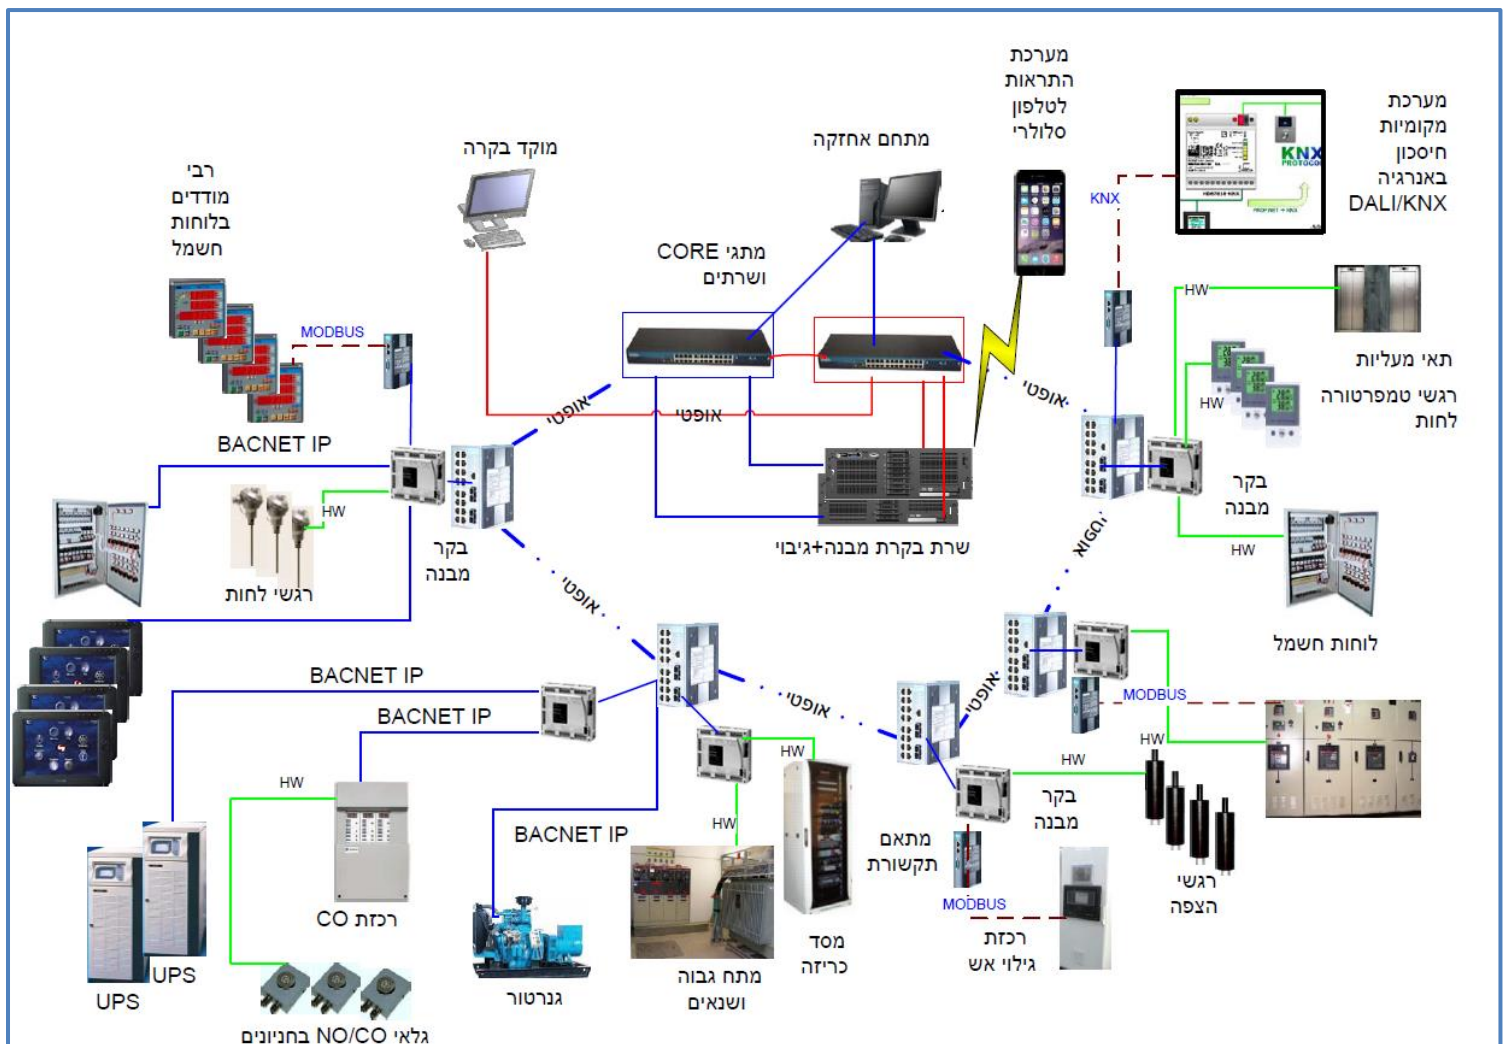 מערכת
התראות
לטלפון
סלולרי
מערכת
מקומיות
חיסכון
באנרגיה
DALI/KNX
KNX
PROTOCOL
מוקד בקרה
מתחם אחזקה
רבי
מודדים
בלוחות
חשמל
KNX
מתגי CORE
ושרתים
HW
MODBUS
תאי מעליות
רגשי טמפרטורה
לחות
HW
אופטי
אופטי
אופטי
BACNET IP
בקר
מבנה
HW
HW
שרת בקרת מבנה+גיבוי
בקר
מבנה
רגשי לחות
אופטי
אופטי
לוחות חשמל
BACNET IP
BACNET IP
אופטי
אופטי
MODBUS
HW
HW
HW
HW
BACNET IP
HW
בקר
מבנה
מתאם
תקשורת
רגשי
הצפה
MODBUS
רכזת CO
מסד
כריזה
רכזת
גילוי אש
UPS
UPS
גנרטור
מתח גבוה
ושנאים
גלאי NO/CO בחניונים